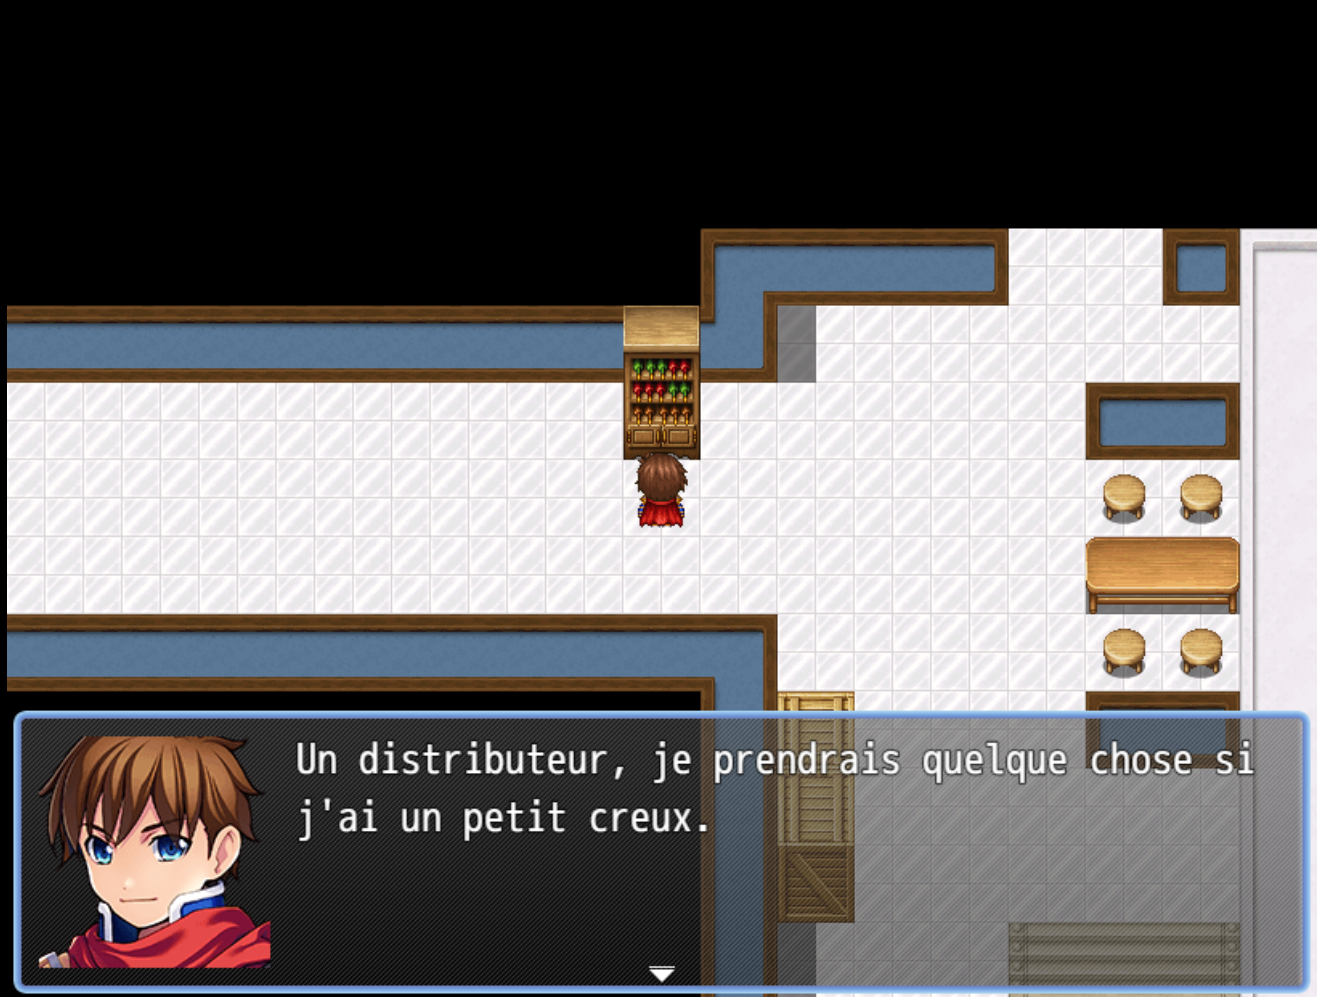 Un distributeur, je prendrais quelque chose si
j'ai un petit creux.